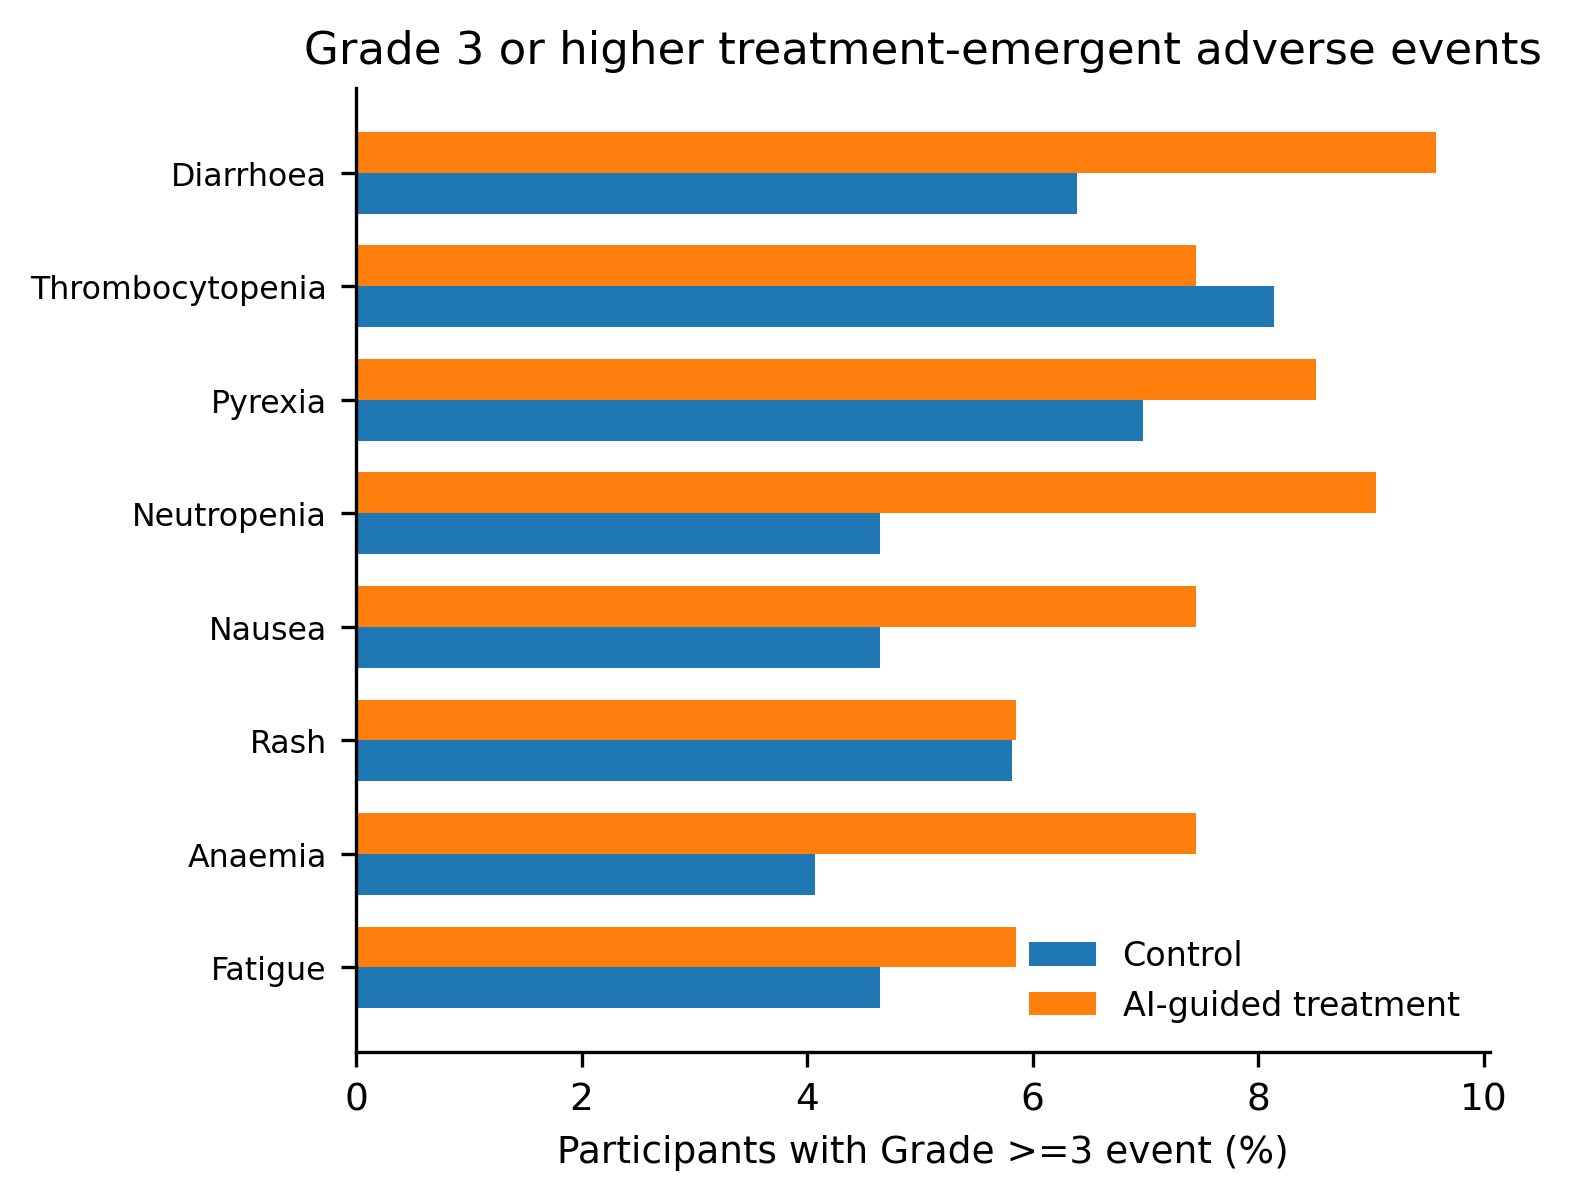 Grade 3 or higher treatment-emergent adverse events
Diarrhoea
Thrombocytopenia
Pyrexia
Neutropenia
Nausea
Rash
Anaemia
Fatigue
Control
AI-guided treatment
0 2 4 6 8 10
Participants with Grade >=3 event (%)